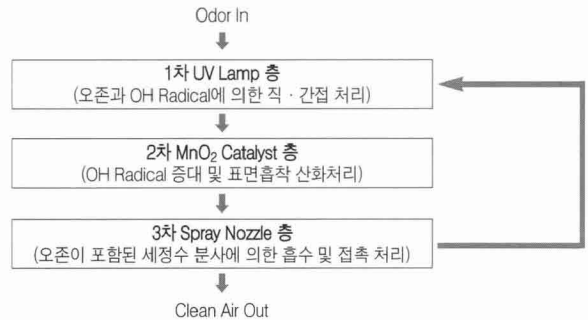 Odor In
1차 UV Lamp 층
(오존과 OH Radical에 의한 직 · 간접 처리)
2차 MnO₂ Catalyst 층
(OH Radical 증대 및 표면흡착 산화처리)
3차 Spray Nozzle 층
(오존이 포함된 세정수 분사에 의한 흡수 및 접촉 처리)
Clean Air Out